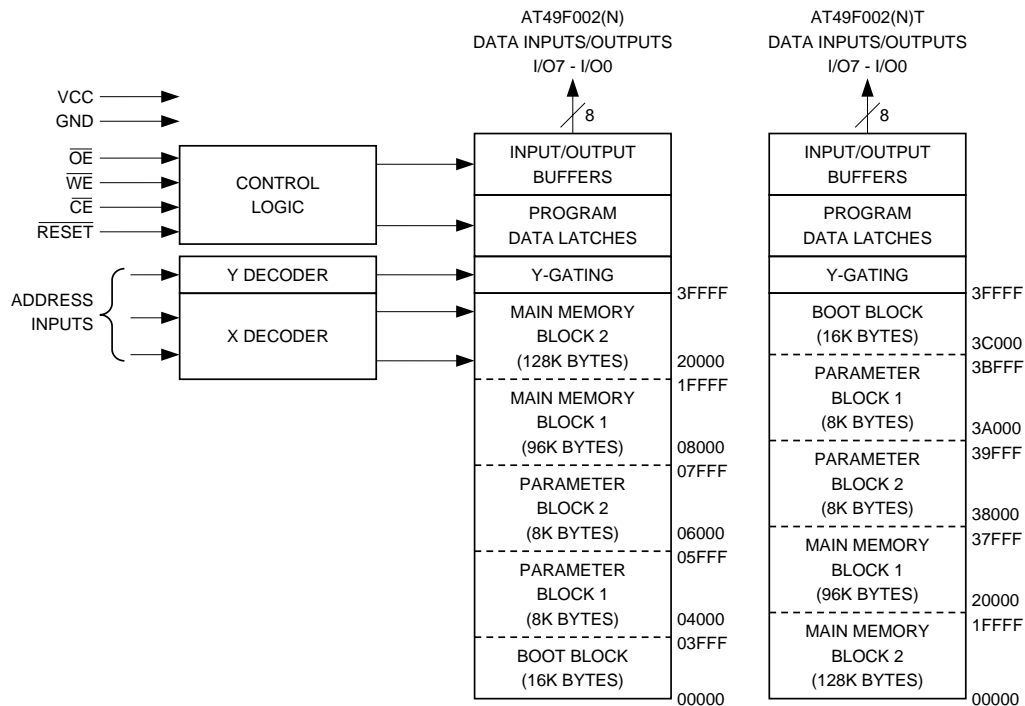 AT49F002(N)
DATA INPUTS/OUTPUTS
I/O7 - I/O0
8
AT49F002(N)T
DATA INPUTS/OUTPUTS
I/O7 - I/O0
8
VCC
GND
OE
WE
CE
RESET
CONTROL
LOGIC
ADDRESS
INPUTS
Y DECODER
X DECODER
INPUT/OUTPUT
BUFFERS
PROGRAM
DATA LATCHES
Y-GATING
3FFFF
MAIN MEMORY
BLOCK 2
(128K BYTES)
20000
1FFFF
MAIN MEMORY
BLOCK 1
(96K BYTES)
08000
07FFF
PARAMETER
BLOCK 2
(8K BYTES)
06000
05FFF
PARAMETER
BLOCK 1
(8K BYTES)
04000
03FFF
BOOT BLOCK
(16K BYTES)
00000
INPUT/OUTPUT
BUFFERS
PROGRAM
DATA LATCHES
Y-GATING
3FFFF
BOOT BLOCK
(16K BYTES)
3C000
3BFFF
PARAMETER
BLOCK 1
(8K BYTES)
3A000
39FFF
PARAMETER
BLOCK 2
(8K BYTES)
38000
37FFF
MAIN MEMORY
BLOCK 1
(96K BYTES)
20000
1FFFF
MAIN MEMORY
BLOCK 2
(128K BYTES)
00000